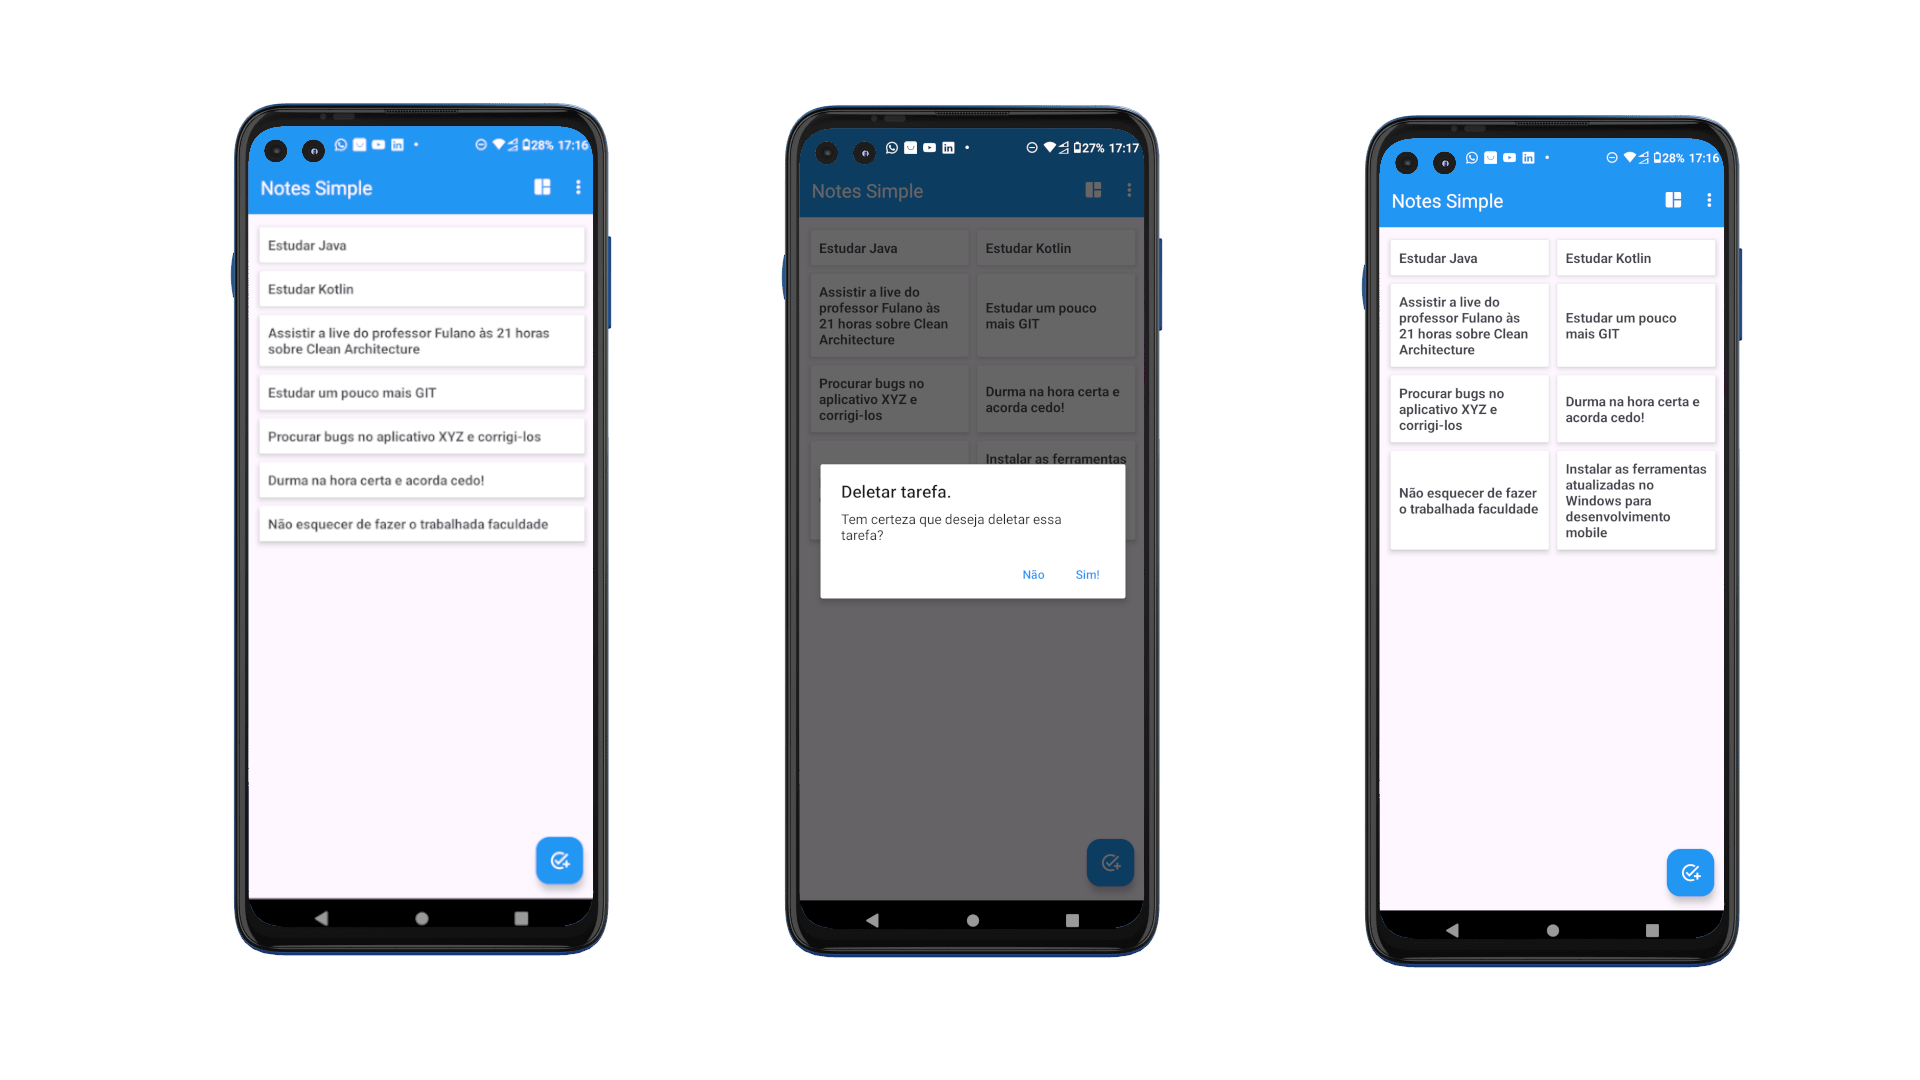 28% 17:16
Notes Simple
Estudar Java
Estudar Kotlin
Assistir a live do professor Fulano às 21 horas
sobre Clean Architecture
Estudar um pouco mais GIT
Procurar bugs no aplicativo XYZ e corrigi-los
Durma na hora certa e acorda cedo!
Não esquecer de fazer o trabalhada faculdade
27% 17:17
Notes Simple
Estudar Java
Estudar Kotlin
Assistir a live do
professor Fulano às
21 horas sobre Clean
Architecture
Estudar um pouco
mais GIT
Procurar bugs no
aplicativo XYZ e
corrigi-los
Durma na hora certa e
acorda cedo!
Instalar as ferramentas
Deletar tarefa.
Tem certeza que deseja deletar essa
tarefa?
Não
Sim!
28% 17:16
Notes Simple
Estudar Java
Estudar Kotlin
Assistir a live do
professor Fulano às
21 horas sobre Clean
Architecture
Estudar um pouco
mais GIT
Procurar bugs no
aplicativo XYZ e
corrigi-los
Durma na hora certa e
acorda cedo!
Não esquecer de fazer
o trabalhada faculdade
Instalar as ferramentas
atualizadas no
Windows para
desenvolvimento
mobile